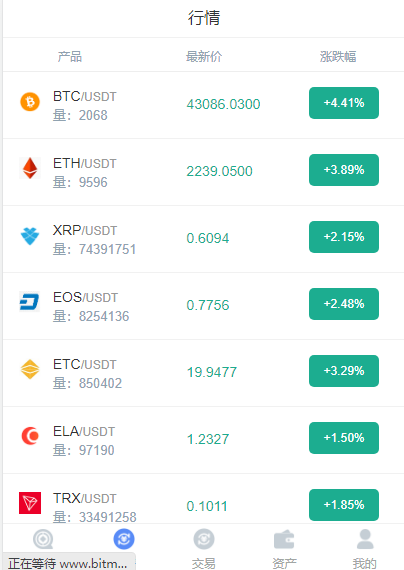 行情
产品 最新价 涨跌幅
BTC/USDT
量：2068
43086.0300
+4.41%
ETH/USDT
量：9596
2239.0500
+3.89%
XRP/USDT
量：74391751
0.6094
+2.15%
EOS/USDT
量：8254136
0.7756
+2.48%
ETC/USDT
量：850402
19.9477
+3.29%
ELA/USDT
量：97190
1.2327
+1.50%
TRX/USDT
量：33491258
0.1011
+1.85%
交易 资产 我的
正在等待 www.bitm...